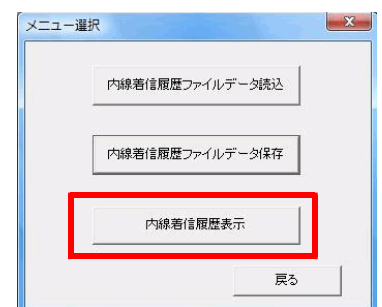 メニュー選択
内線着信履歴ファイルデータ読込
内線着信履歴ファイルデータ保存
内線着信履歴表示
戻る